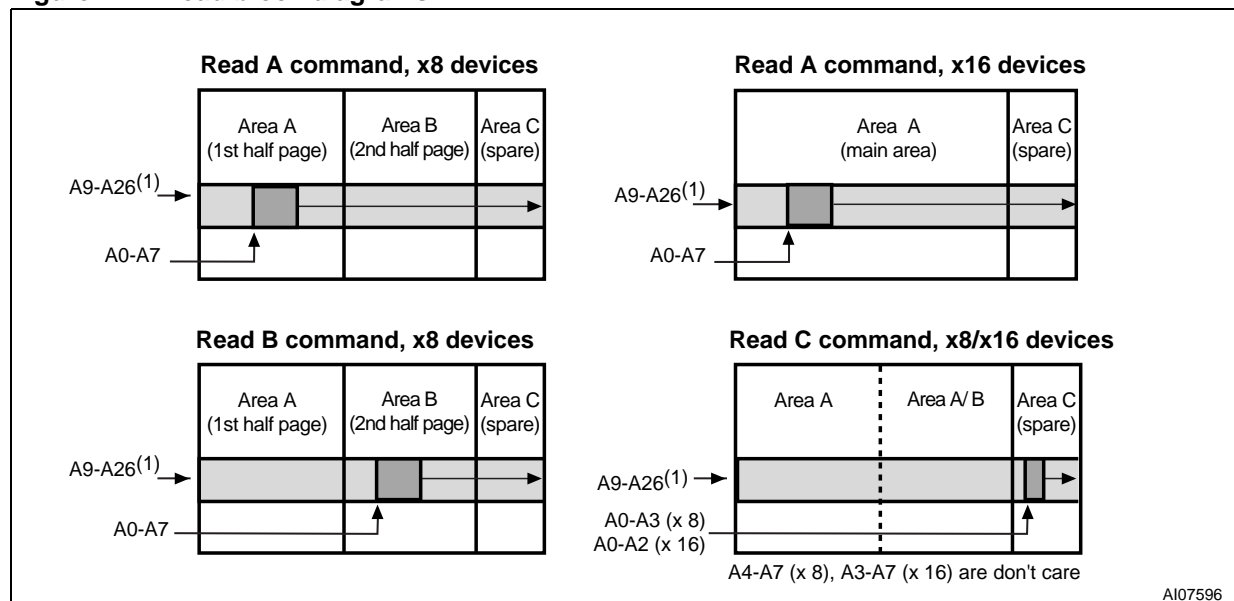 Read A command, x8 devices
Area A
(1st half page)
Area B
(2nd half page)
Area C
(spare)
A9-A26(1)
A0-A7
Read A command, x16 devices
Area A
(main area)
Area C
(spare)
A9-A26(1)
A0-A7
Read B command, x8 devices
Area A
(1st half page)
Area B
(2nd half page)
Area C
(spare)
A9-A26(1)
A0-A7
Read C command, x8/x16 devices
Area A
Area A/ B
Area C
(spare)
A9-A26(1)
A0-A3 (x 8)
A0-A2 (x 16)
A4-A7 (x 8), A3-A7 (x 16) are don't care
AI07596